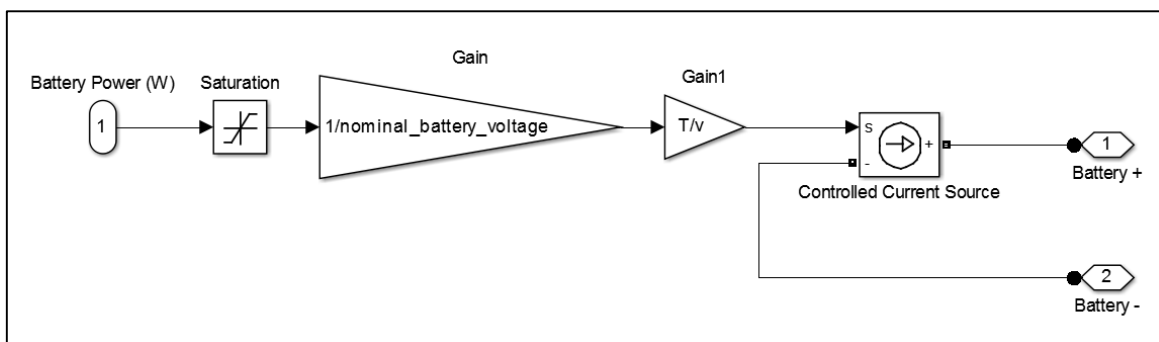 Gain
Battery Power (W)
Saturation
Gain1
1
1/nominal_battery_voltage
T/v
S
-
+
1
Controlled Current Source
Battery +
2
Battery -